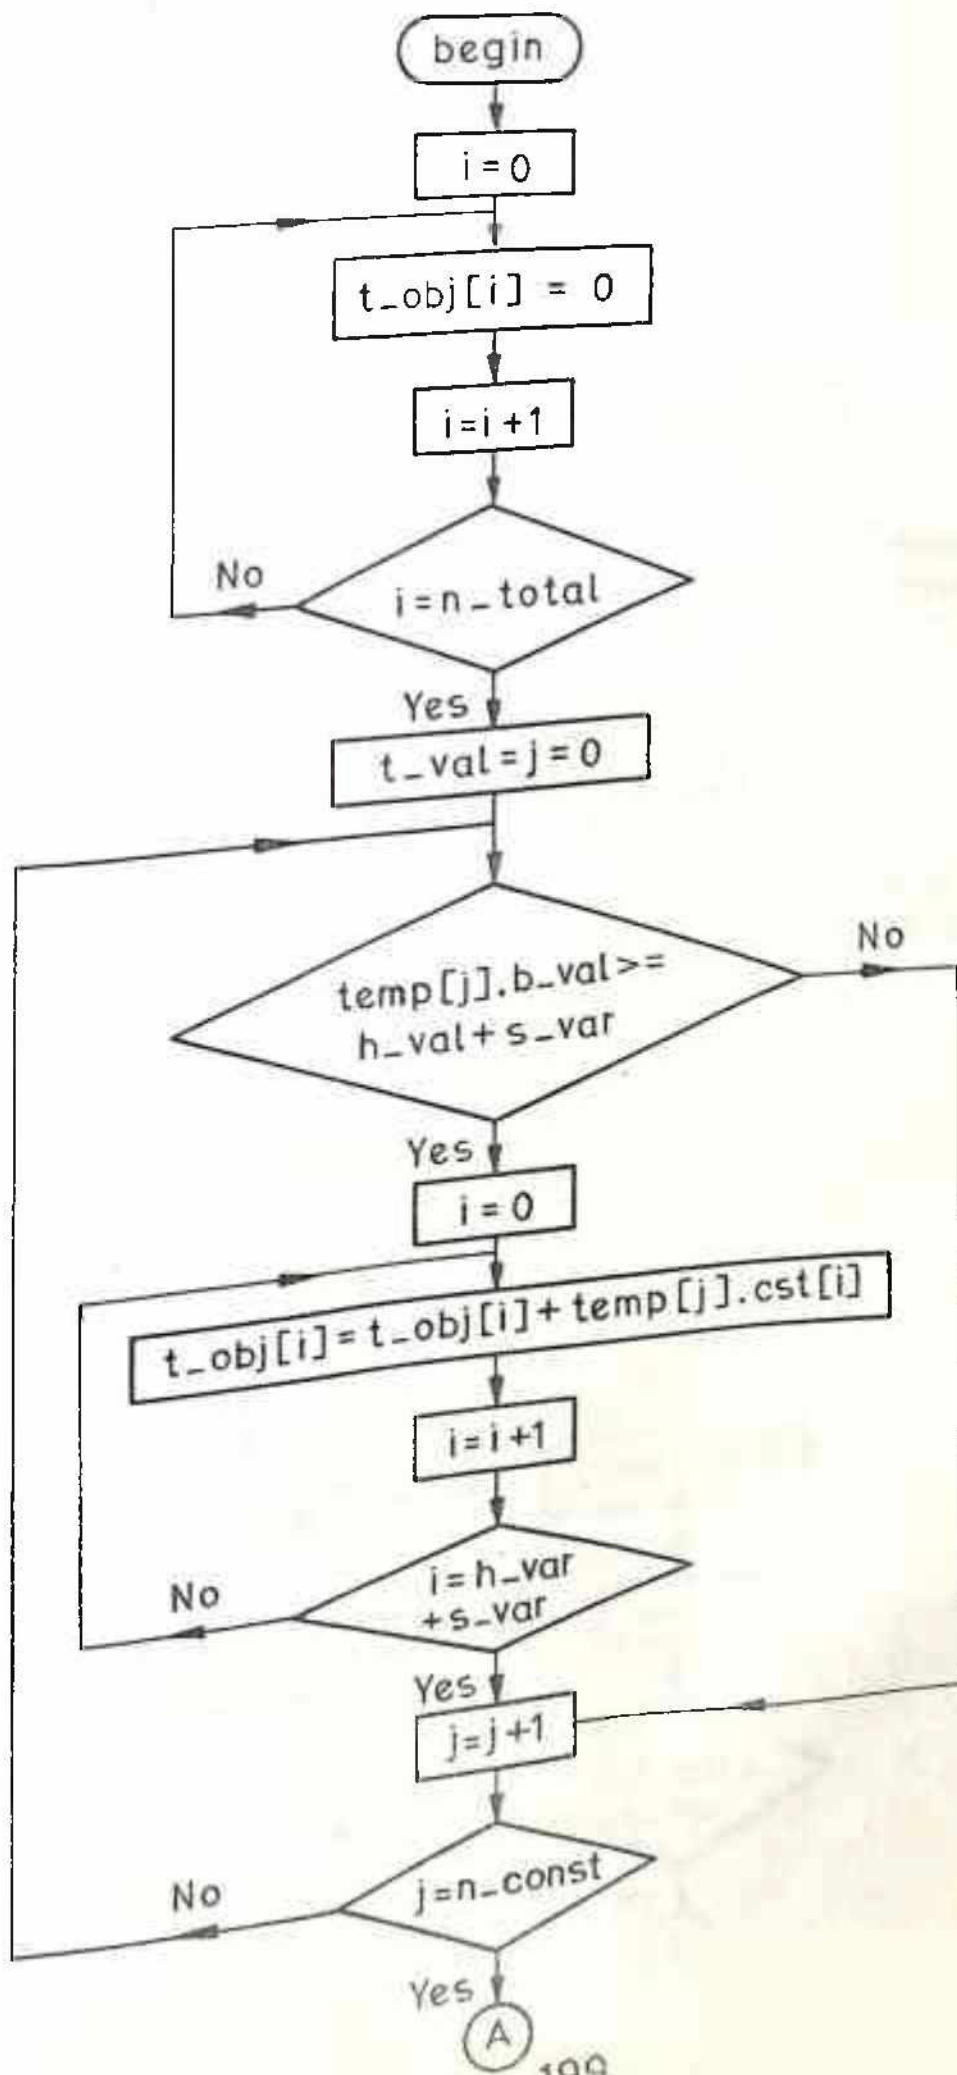 begin
i = 0
t_obj[i] = 0
i = i + 1
No
i = n_total
Yes
t_val = j = 0
No
temp[j].b_val >=
h_val + s_var
Yes
i = 0
t_obj[i] = t_obj[i] + temp[j].cst[i]
i = i + 1
No
i = h_var
+ s_var
Yes
j = j + 1
No
j = n_const
Yes
A